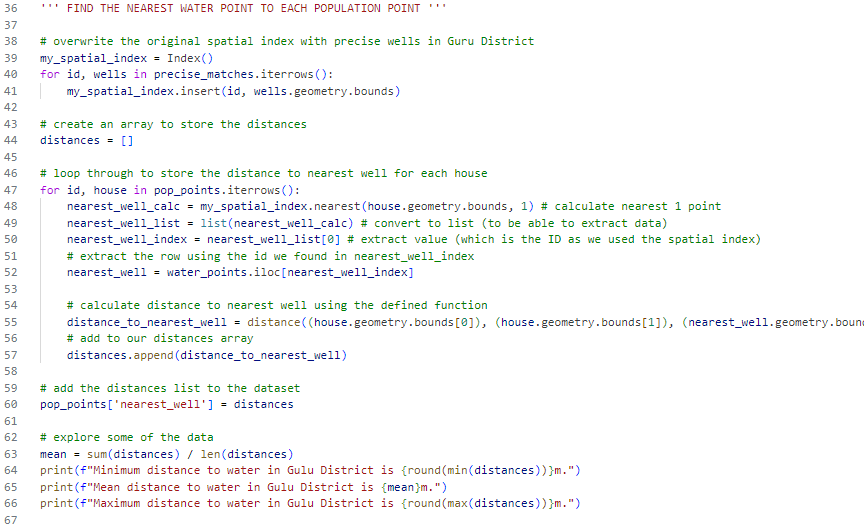 36 ''' FIND THE NEAREST WATER POINT TO EACH POPULATION POINT '''
37
38 # overwrite the original spatial index with precise wells in Guru District
39 my_spatial_index = Index()
40 for id, wells in precise_matches.iterrows():
41     my_spatial_index.insert(id, wells.geometry.bounds)
42
43 # create an array to store the distances
44 distances = []
45
46 # loop through to store the distance to nearest well for each house
47 for id, house in pop_points.iterrows():
48     nearest_well_calc = my_spatial_index.nearest(house.geometry.bounds, 1) # calculate nearest 1 point
49     nearest_well_list = list(nearest_well_calc) # convert to list (to be able to extract data)
50     nearest_well_index = nearest_well_list[0] # extract value (which is the ID as we used the spatial index)
51     # extract the row using the id we found in nearest_well_index
52     nearest_well = water_points.iloc[nearest_well_index]
53
54     # calculate distance to nearest well using the defined function
55     distance_to_nearest_well = distance((house.geometry.bounds[0]), (house.geometry.bounds[1]), (nearest_well.geometry.boun
56     # add to our distances array
57     distances.append(distance_to_nearest_well)
58
59 # add the distances list to the dataset
60 pop_points['nearest_well'] = distances
61
62 # explore some of the data
63 mean = sum(distances) / len(distances)
64 print(f"Minimum distance to water in Gulu District is {round(min(distances))}m.")
65 print(f"Mean distance to water in Gulu District is {mean}m.")
66 print(f"Maximum distance to water in Gulu District is {round(max(distances))}m.")
67